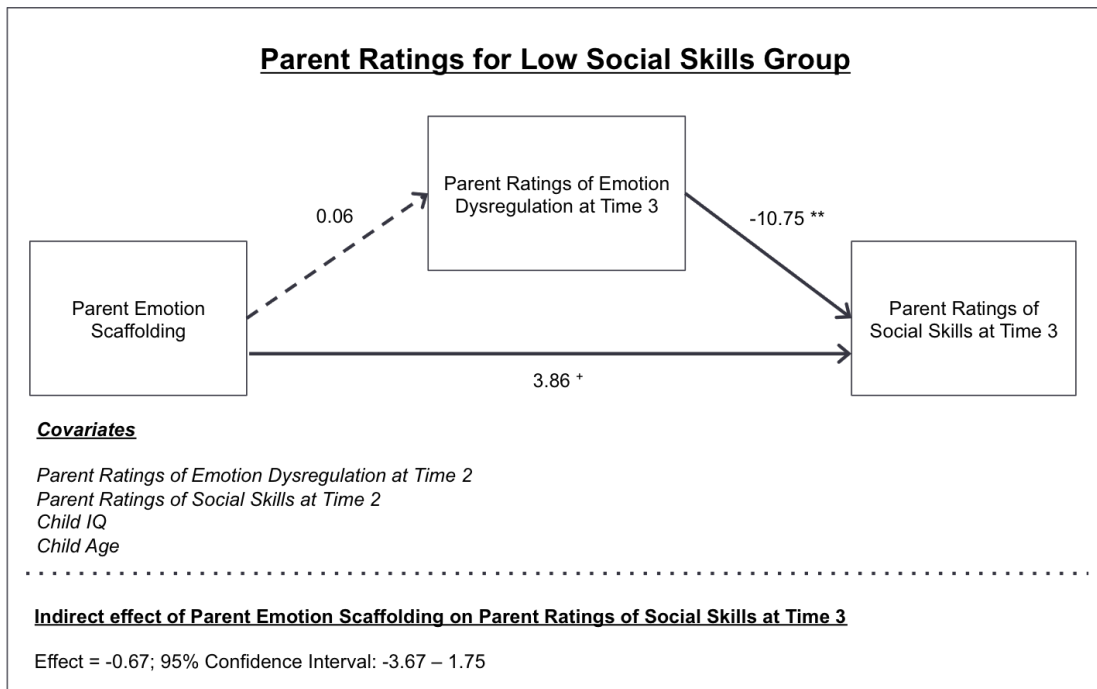 Parent Ratings for Low Social Skills Group
Parent Ratings of Emotion
Dysregulation at Time 3
0.06
-10.75 **
Parent Emotion
Scaffolding
Parent Ratings of
Social Skills at Time 3
3.86 +
Covariates
Parent Ratings of Emotion Dysregulation at Time 2
Parent Ratings of Social Skills at Time 2
Child IQ
Child Age
Indirect effect of Parent Emotion Scaffolding on Parent Ratings of Social Skills at Time 3
Effect = -0.67; 95% Confidence Interval: -3.67 – 1.75